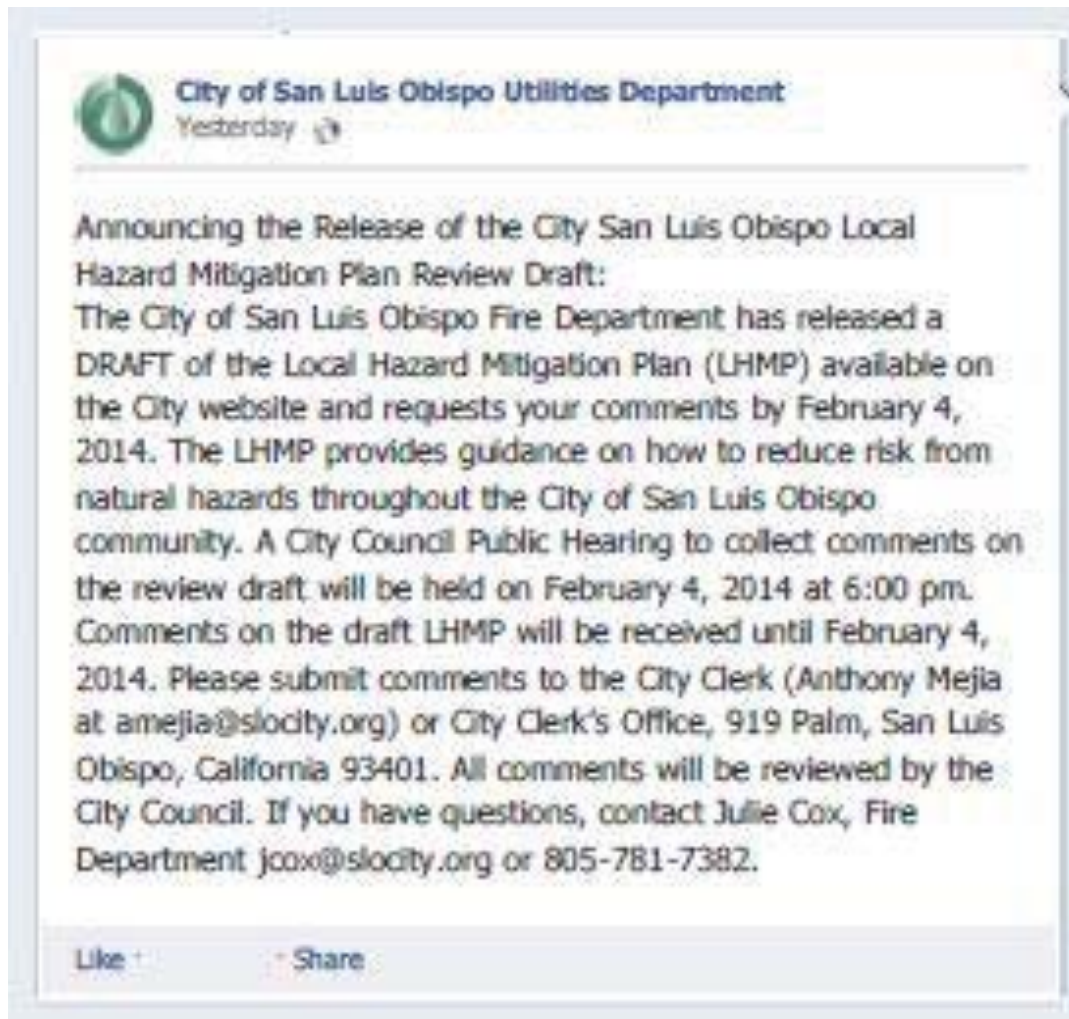 City of San Luis Obispo Utilities Department
Yesterday
Announcing the Release of the City San Luis Obispo Local
Hazard Mitigation Plan Review Draft:
The City of San Luis Obispo Fire Department has released a
DRAFT of the Local Hazard Mitigation Plan (LHMP) available on
the City website and requests your comments by February 4,
2014. The LHMP provides guidance on how to reduce risk from
natural hazards throughout the City of San Luis Obispo
community. A City Council Public Hearing to collect comments on
the review draft will be held on February 4, 2014 at 6:00 pm.
Comments on the draft LHMP will be received until February 4,
2014. Please submit comments to the City Clerk (Anthony Mejia
at amejia@slocity.org) or City Clerk's Office, 919 Palm, San Luis
Obispo, California 93401. All comments will be reviewed by the
City Council. If you have questions, contact Julie Cox, Fire
Department jcox@slocity.org or 805-781-7382.
Like · Share